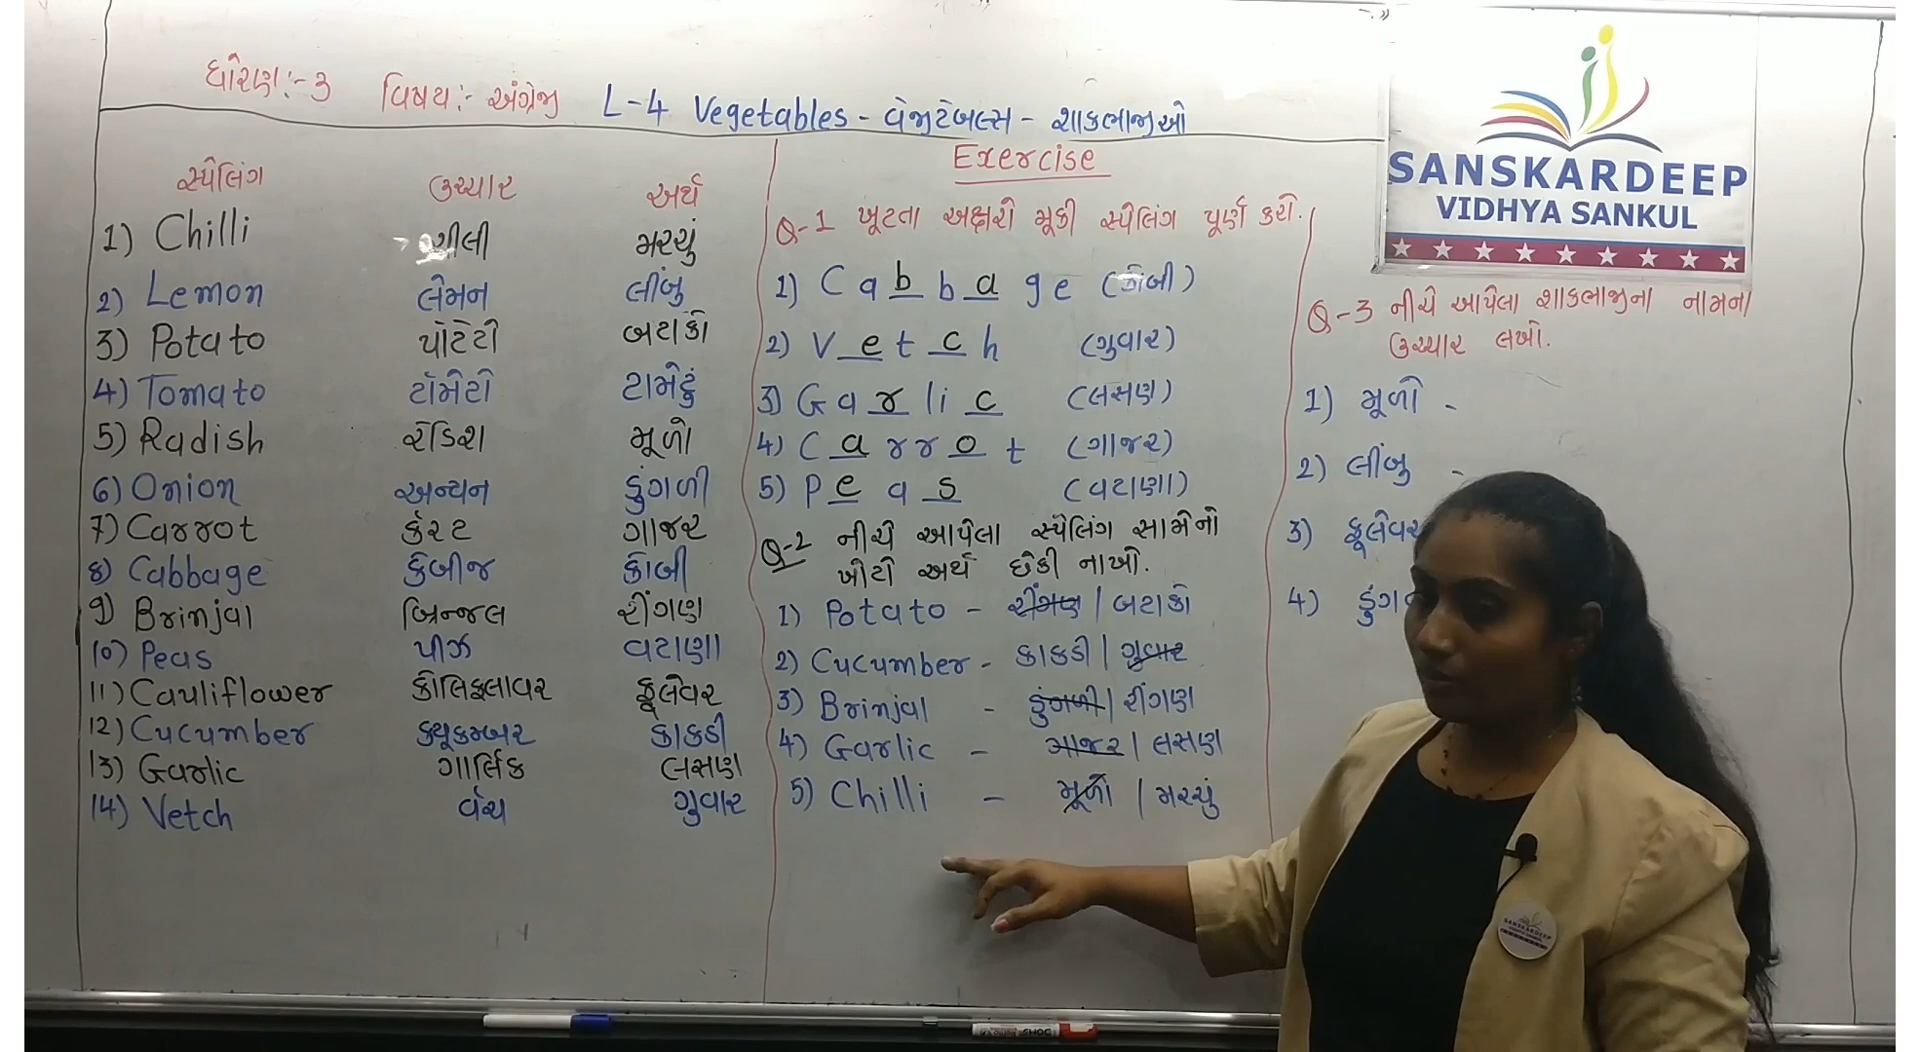 ધોરણ:- 3 વિષય:- અંગ્રેજી L-4 Vegetables - વેજીટેબલ્સ - શાકભાજીઓ
સ્પેલિંગ ઉચ્ચાર અર્થ
1) Chilli ચીલી મરચું
2) Lemon લેમન લીંબુ
3) Potato પોટેટો બટાકો
4) Tomato ટોમેટો ટામેટું
5) Radish રેડિશ મૂળો
6) Onion અન્યન ડુંગળી
7) Carrot કેરટ ગાજર
8) Cabbage કેબીજ કોબી
9) Brinjal બ્રિન્જલ રીંગણ
10) Peas પીઝ વટાણા
11) Cauliflower કોલિફલાવર ફૂલેવર
12) Cucumber ક્યૂકમ્બર કાકડી
13) Garlic ગાર્લિક લસણ
14) Vetch વેચ ગુવાર
Exercise
Q-1 ખૂટતા અક્ષરો મૂકી સ્પેલિંગ પૂર્ણ કરો.
1) C a b b a g e (કોબી)
2) V e t c h (ગુવાર)
3) G a r l i c (લસણ)
4) C a r r o t (ગાજર)
5) P e a s (વટાણા)
Q-2 નીચે આપેલા સ્પેલિંગ સામેનો
ખોટો અર્થ છેકી નાખો.
1) Potato - રીંગણ | બટાકો
2) Cucumber - કાકડી | ગુવાર
3) Brinjal - ડુંગળી | રીંગણ
4) Garlic - ગાજર | લસણ
5) Chilli - મૂળો | મરચું
SANSKARDEEP
VIDHYA SANKUL
Q-3 નીચે આપેલા શાકભાજીના નામના
ઉચ્ચાર લખો.
1) મૂળો -
2) લીંબુ -
3) ફૂલેવર
4) ડુંગ
SANSKARDEEP
VIDHYA SANKUL